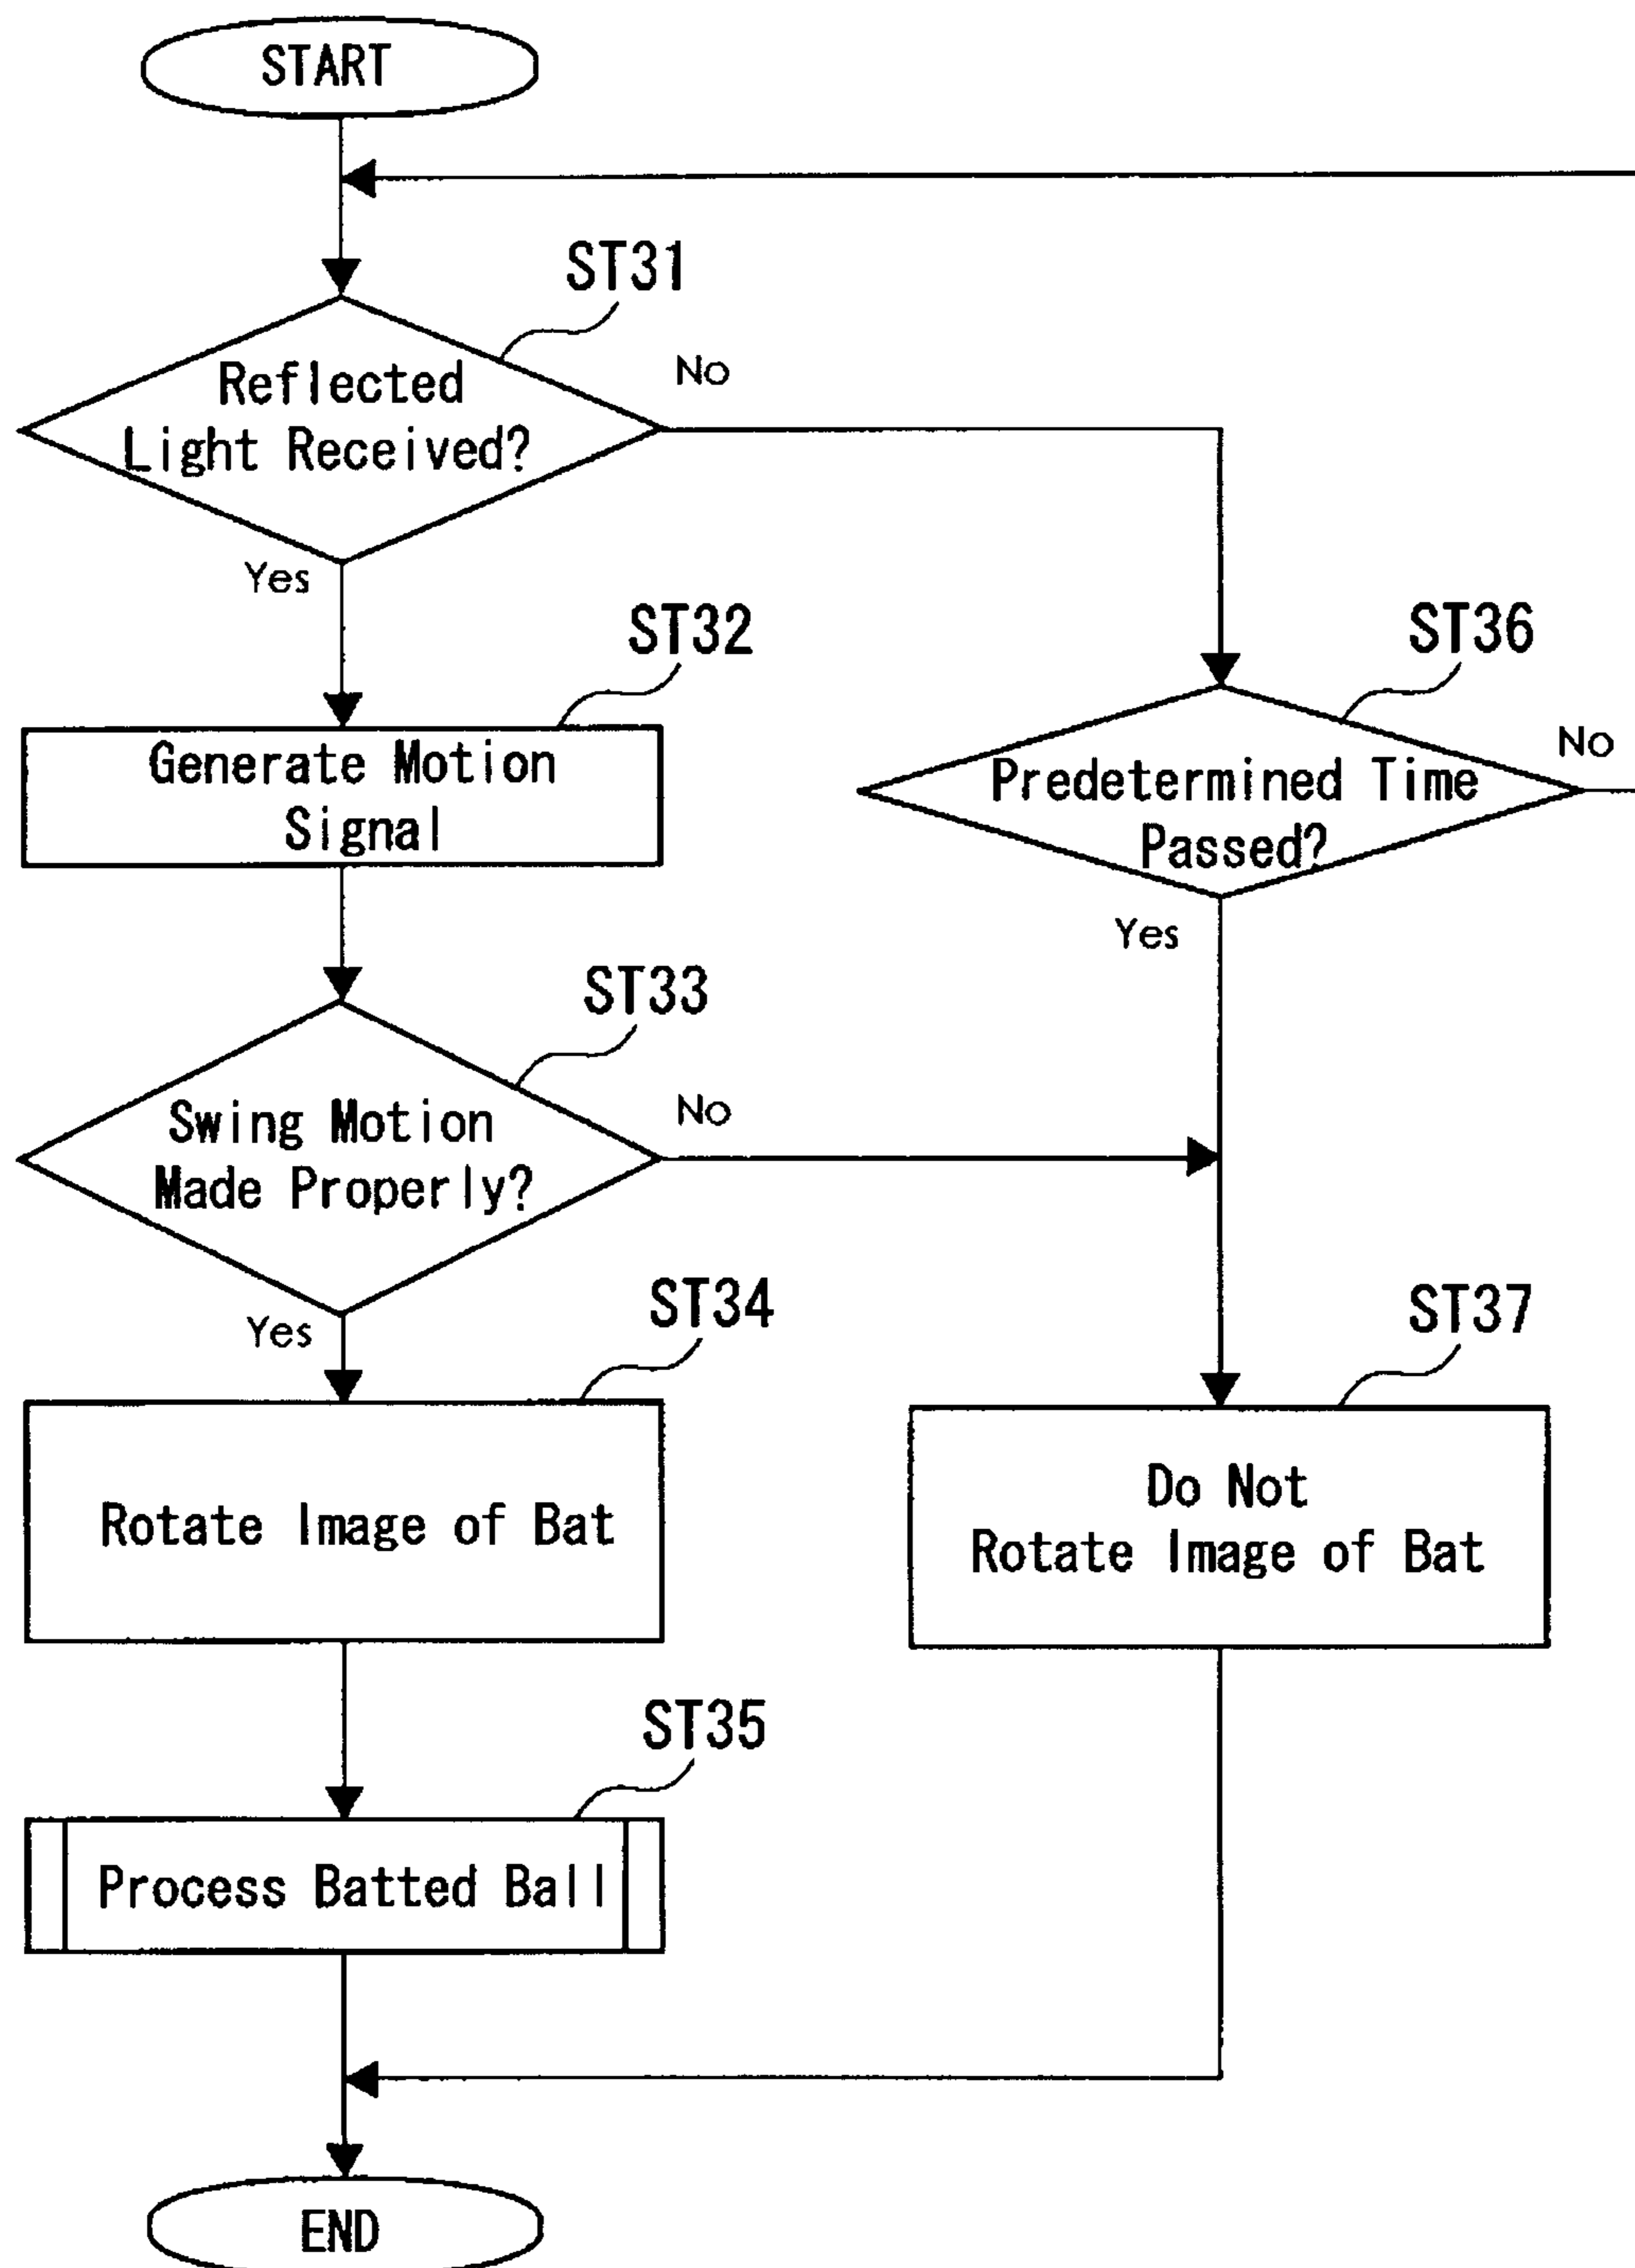 START
ST31
Reflected
Light Received?
No
Yes
ST32
Generate Motion
Signal
ST36
Predetermined Time
Passed?
No
Yes
ST33
Swing Motion
Made Properly?
No
Yes
ST34
Rotate Image of Bat
ST37
Do Not
Rotate Image of Bat
ST35
Process Batted Ball
END